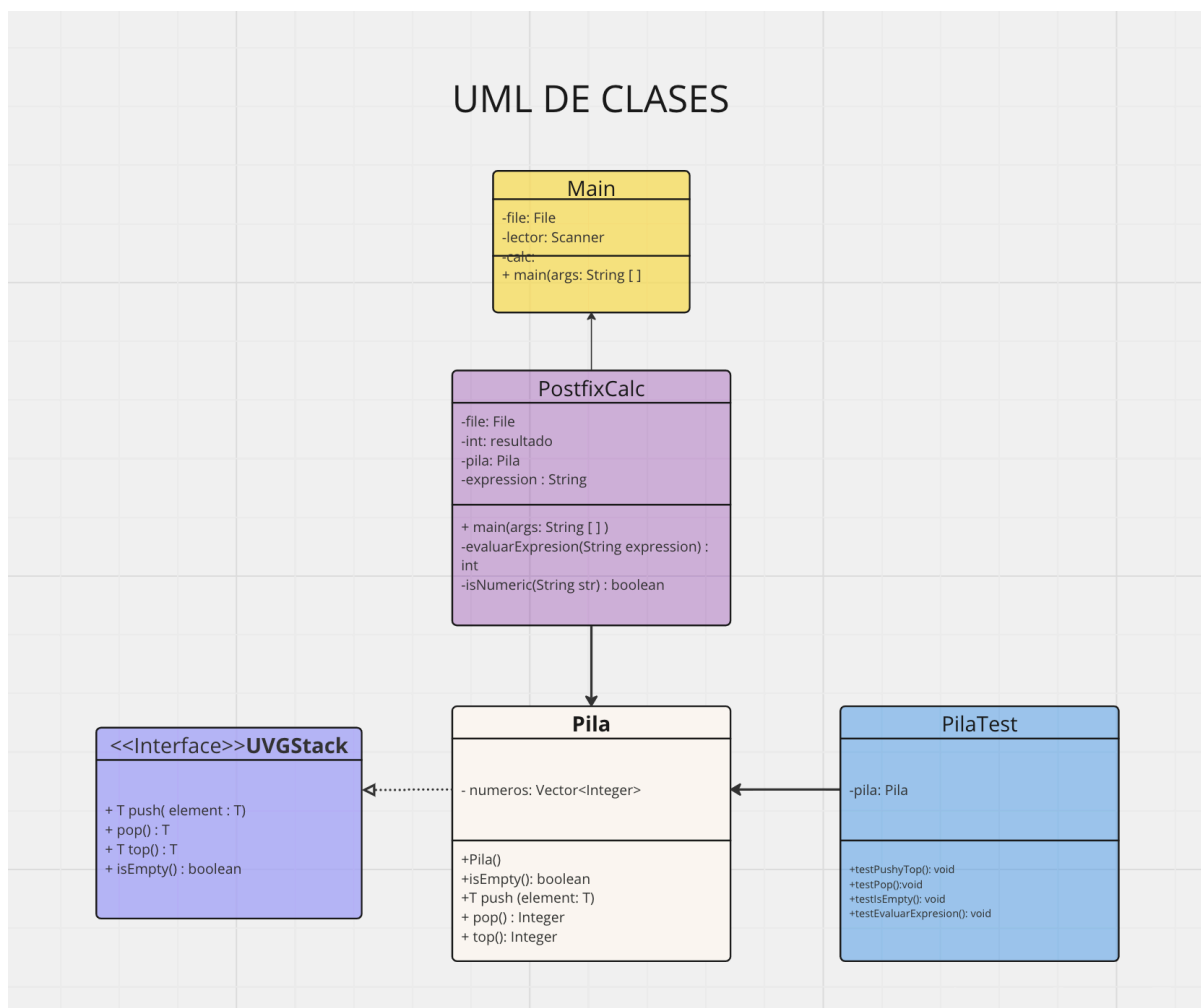 UML DE CLASES
Main
-file: File
-lector: Scanner
-calc:
+ main(args: String [ ]
PostfixCalc
-file: File
-int: resultado
-pila: Pila
-expression : String
+ main(args: String [ ] )
-evaluarExpresion(String expression) :
int
-isNumeric(String str) : boolean
<<Interface>>UVGStack
+ T push( element : T)
+ pop() : T
+ T top() : T
+ isEmpty() : boolean
Pila
- numeros: Vector<Integer>
+Pila()
+isEmpty(): boolean
+T push (element: T)
+ pop() : Integer
+ top(): Integer
PilaTest
-pila: Pila
+testPushyTop(): void
+testPop():void
+testIsEmpty(): void
+testEvaluarExpresion(): void